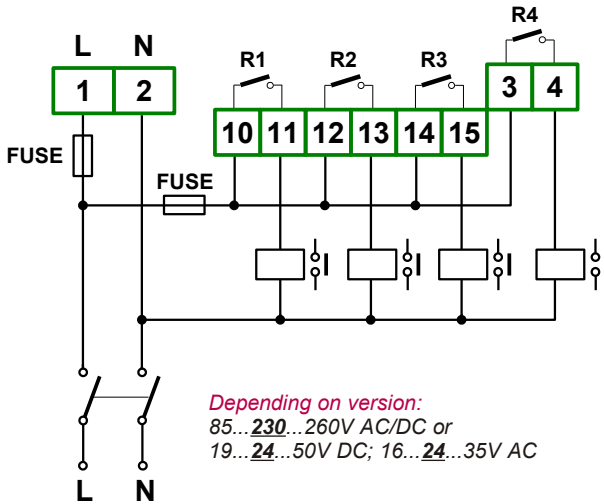 R4
L N
R1 R2 R3
1 2
3 4
10 11 12 13 14 15
FUSE
FUSE
Depending on version:
85...230...260V AC/DC or
19...24...50V DC; 16...24...35V AC
L N